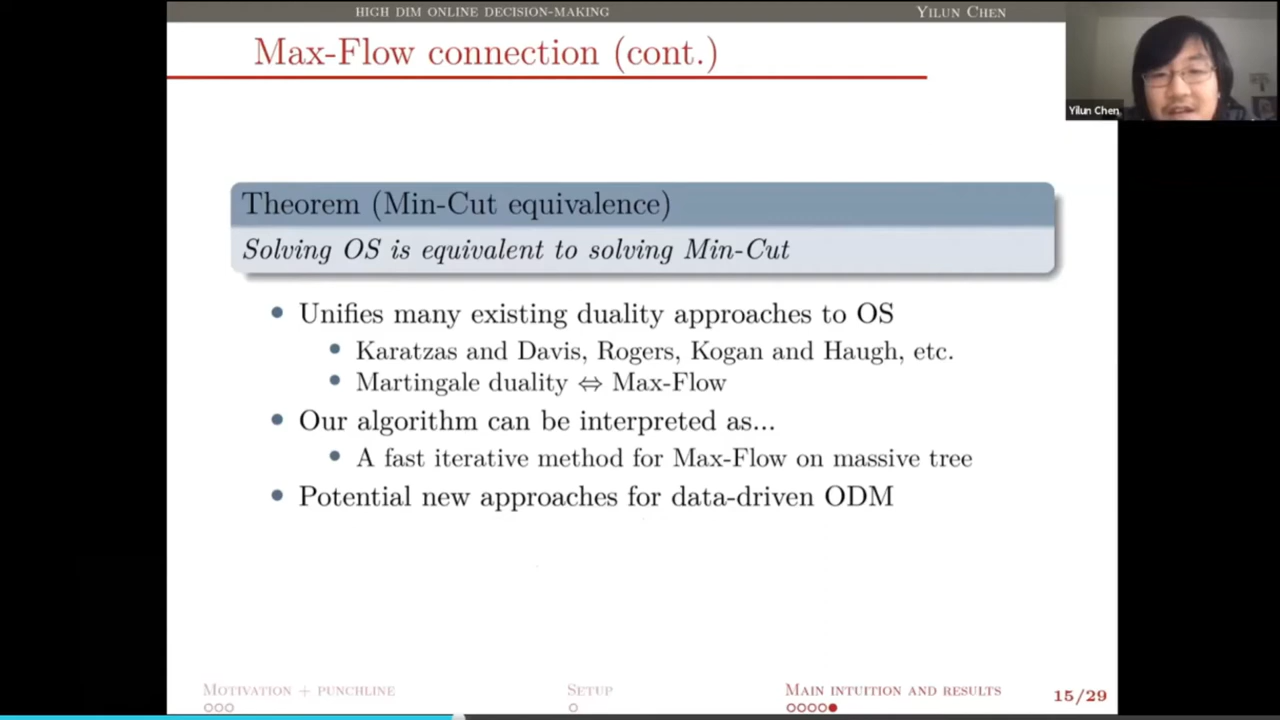 HIGH DIM ONLINE DECISION-MAKING YILUN CHEN
Max-Flow connection (cont.)
Yilun Chen
Theorem (Min-Cut equivalence)
Solving OS is equivalent to solving Min-Cut
• Unifies many existing duality approaches to OS
• Karatzas and Davis, Rogers, Kogan and Haugh, etc.
• Martingale duality ⇔ Max-Flow
• Our algorithm can be interpreted as...
• A fast iterative method for Max-Flow on massive tree
• Potential new approaches for data-driven ODM
MOTIVATION + PUNCHLINE SETUP MAIN INTUITION AND RESULTS 15/29